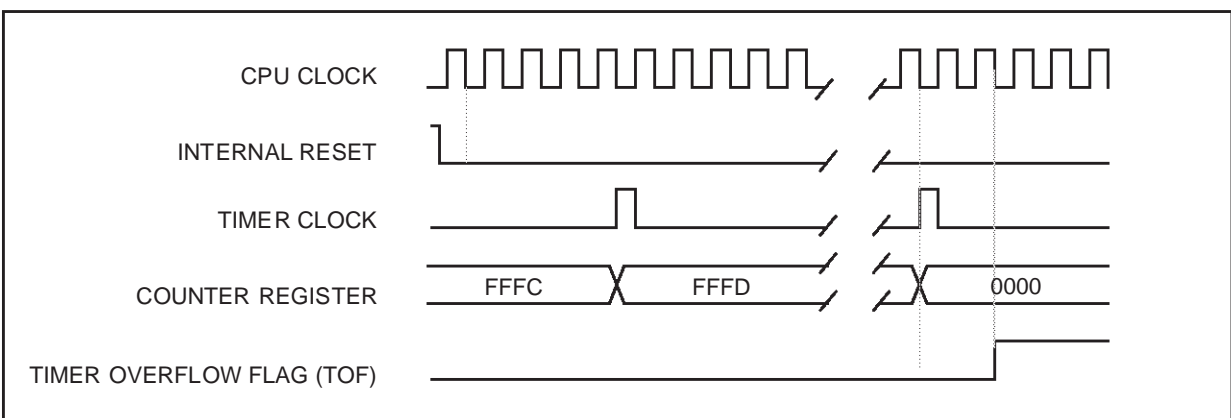 CPU CLOCK
INTERNAL RESET
TIMER CLOCK
COUNTER REGISTER FFFC FFFD 0000
TIMER OVERFLOW FLAG (TOF)